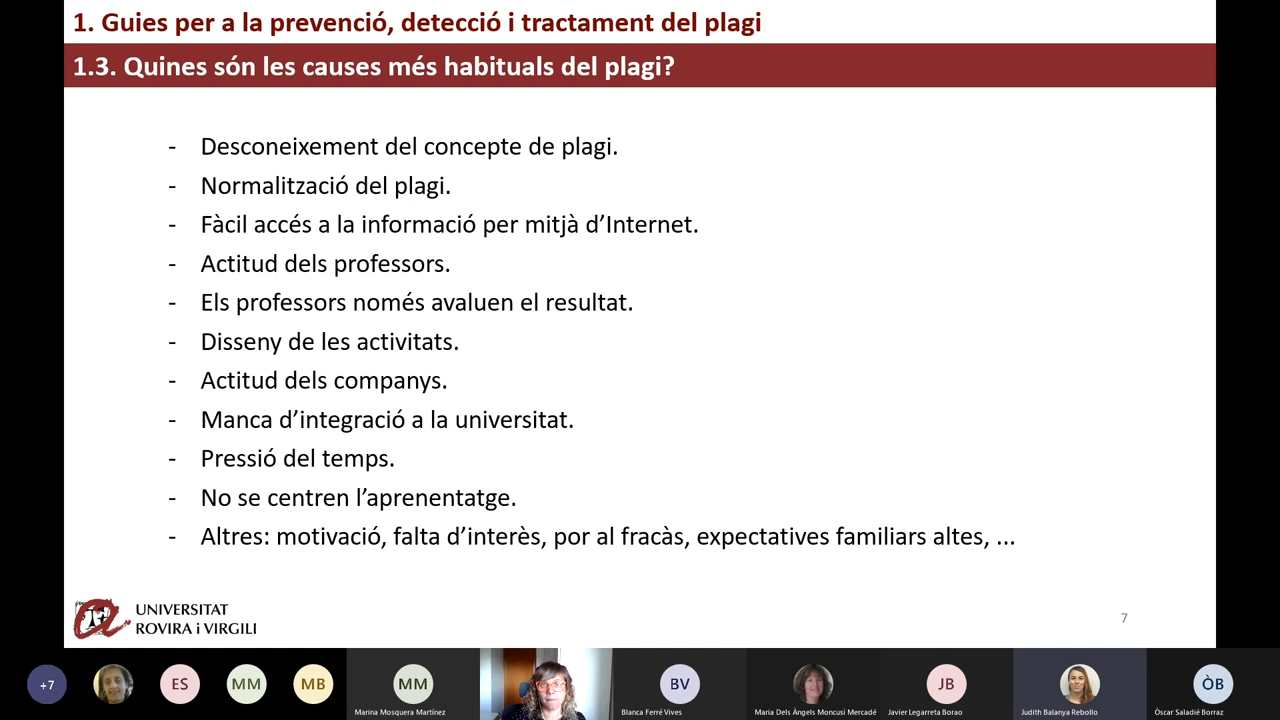 1. Guies per a la prevenció, detecció i tractament del plagi
1.3. Quines són les causes més habituals del plagi?
- Desconeixement del concepte de plagi.
- Normalització del plagi.
- Fàcil accés a la informació per mitjà d’Internet.
- Actitud dels professors.
- Els professors només avaluen el resultat.
- Disseny de les activitats.
- Actitud dels companys.
- Manca d’integració a la universitat.
- Pressió del temps.
- No se centren l’aprenentatge.
- Altres: motivació, falta d’interès, por al fracàs, expectatives familiars altes, ...
UNIVERSITAT
ROVIRA i VIRGILI
7
+7 ES MM MB MM BV JB ÒB
Marina Mosquera Martínez Blanca Ferré Vives Maria Dels Àngels Moncusí Mercadé Javier Legarreta Borao Judith Balanya Rebollo Òscar Saladié Borraz